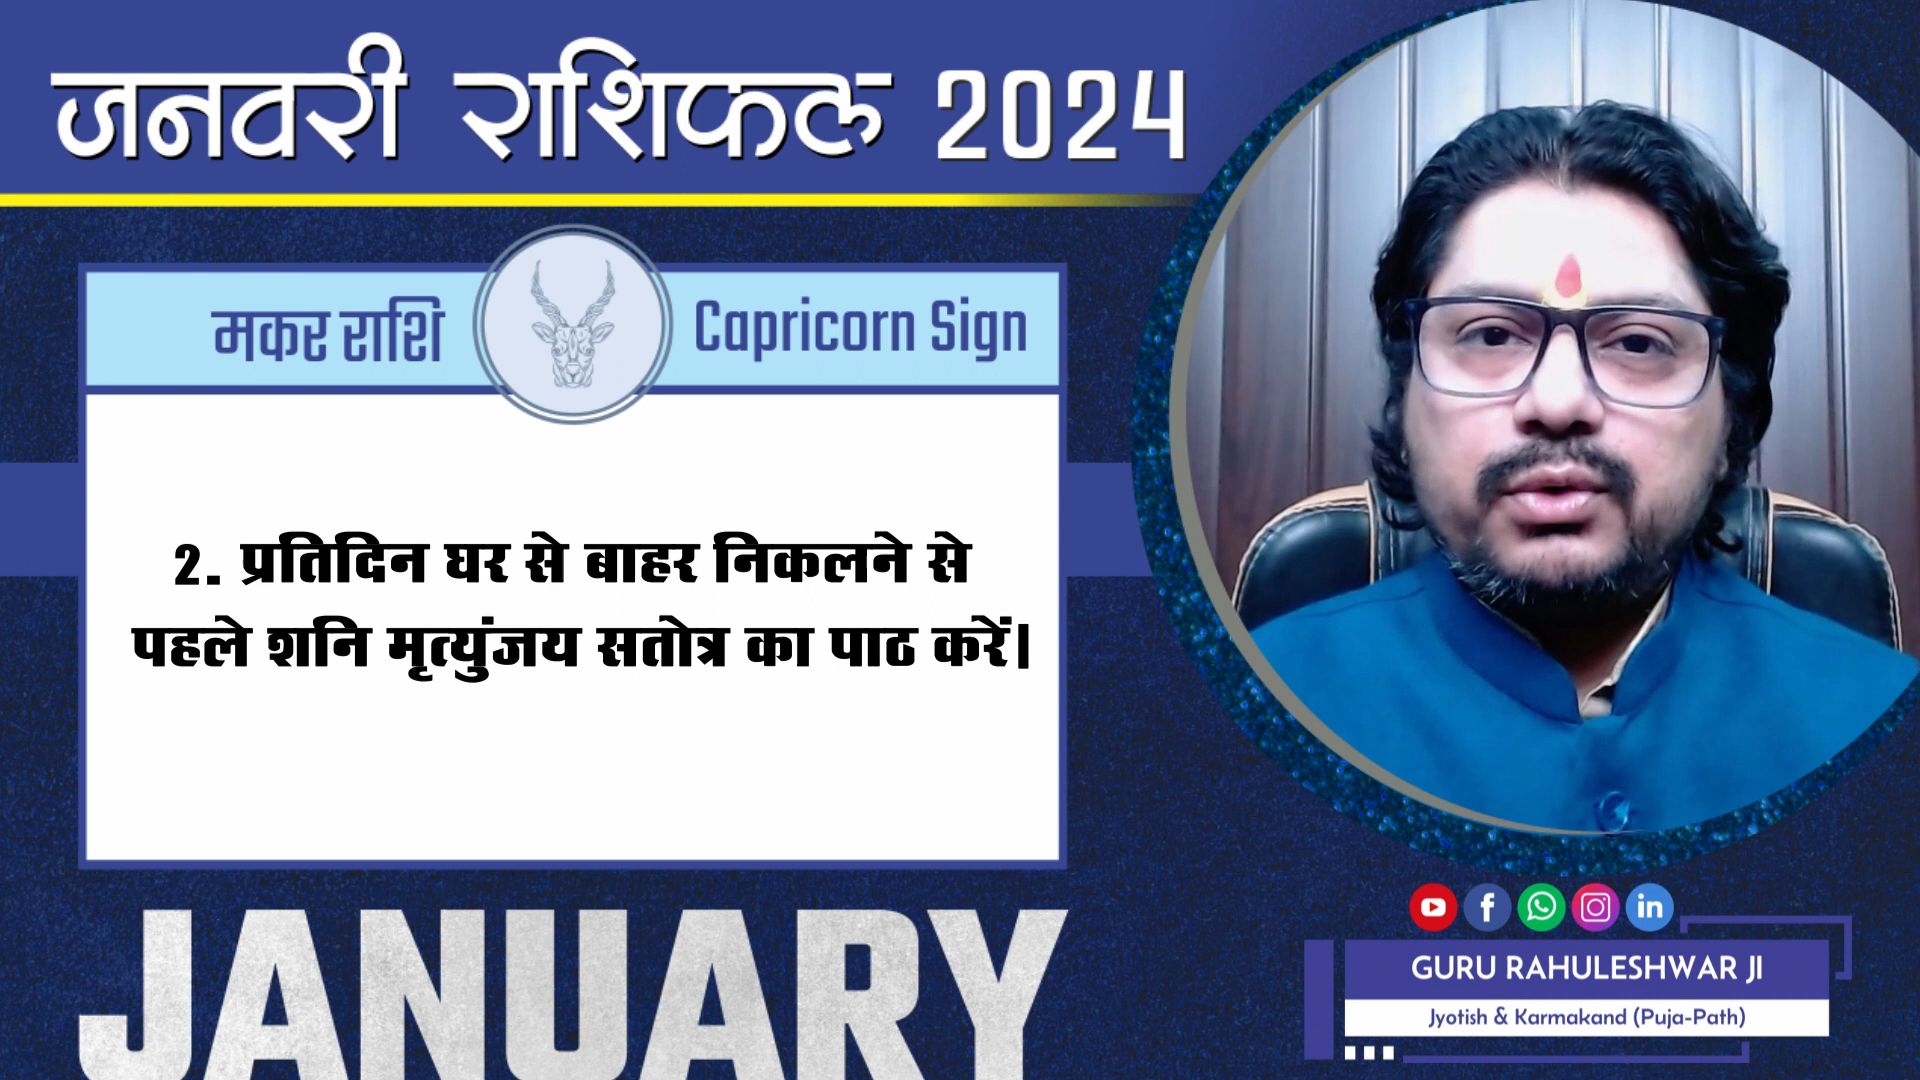 जनवरी राशिफल 2024
मकर राशि
Capricorn Sign
2. प्रतिदिन घर से बाहर निकलने से
पहले शनि मृत्युंजय सतोत्र का पाठ करें।
JANUARY
GURU RAHULESHWAR JI
Jyotish & Karmakand (Puja-Path)